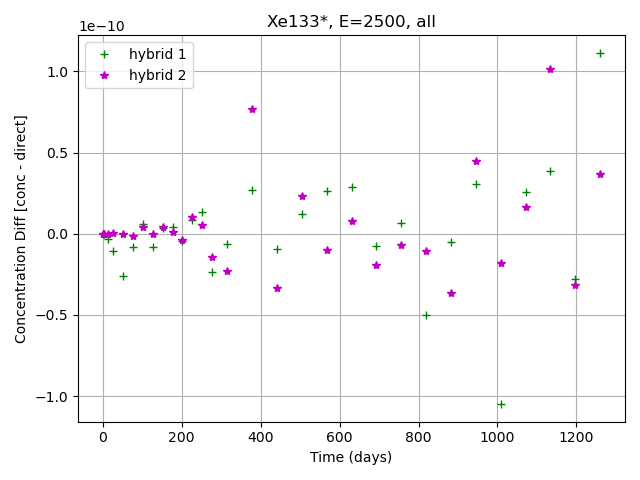 Xe133*, E=2500, all
1e−10
hybrid 1
hybrid 2
1.0
0.5
0.0
−0.5
−1.0
Concentration Diff [conc - direct]
0 200 400 600 800 1000 1200
Time (days)